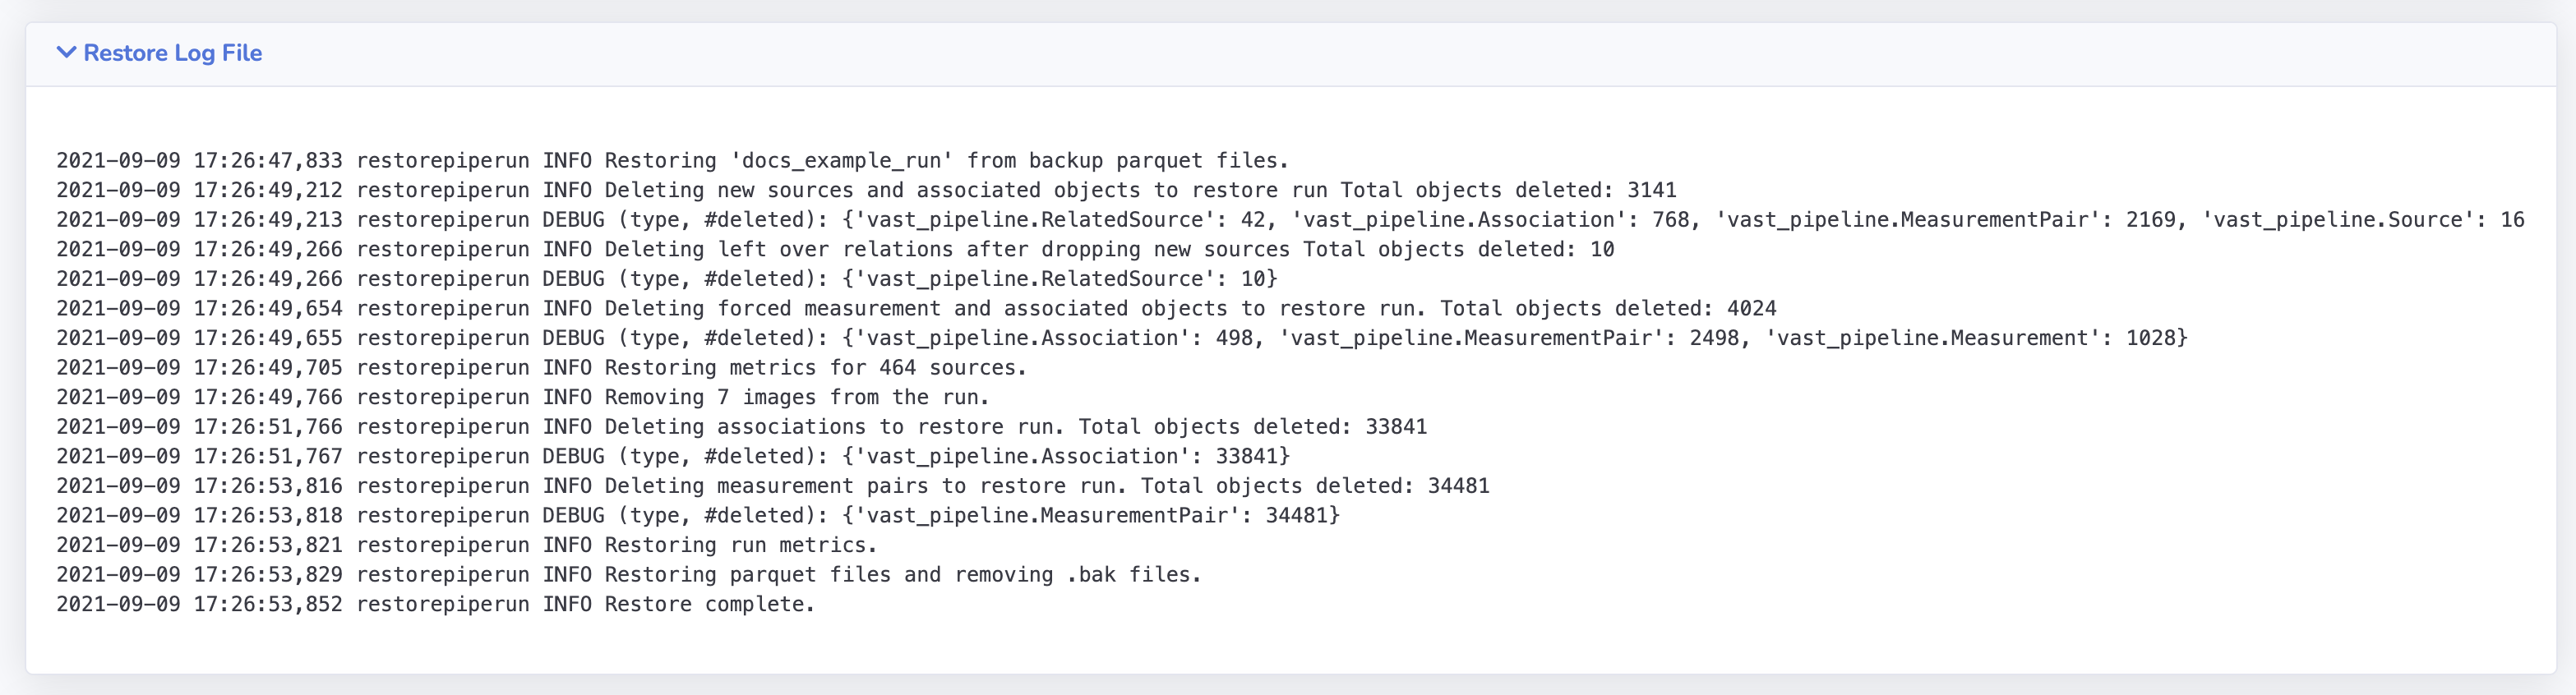 Restore Log File
2021-09-09 17:26:47,833 restorepiperun INFO Restoring 'docs_example_run' from backup parquet files.
2021-09-09 17:26:49,212 restorepiperun INFO Deleting new sources and associated objects to restore run Total objects deleted: 3141
2021-09-09 17:26:49,213 restorepiperun DEBUG (type, #deleted): {'vast_pipeline.RelatedSource': 42, 'vast_pipeline.Association': 768, 'vast_pipeline.MeasurementPair': 2169, 'vast_pipeline.Source': 16
2021-09-09 17:26:49,266 restorepiperun INFO Deleting left over relations after dropping new sources Total objects deleted: 10
2021-09-09 17:26:49,266 restorepiperun DEBUG (type, #deleted): {'vast_pipeline.RelatedSource': 10}
2021-09-09 17:26:49,654 restorepiperun INFO Deleting forced measurement and associated objects to restore run. Total objects deleted: 4024
2021-09-09 17:26:49,655 restorepiperun DEBUG (type, #deleted): {'vast_pipeline.Association': 498, 'vast_pipeline.MeasurementPair': 2498, 'vast_pipeline.Measurement': 1028}
2021-09-09 17:26:49,705 restorepiperun INFO Restoring metrics for 464 sources.
2021-09-09 17:26:49,766 restorepiperun INFO Removing 7 images from the run.
2021-09-09 17:26:51,766 restorepiperun INFO Deleting associations to restore run. Total objects deleted: 33841
2021-09-09 17:26:51,767 restorepiperun DEBUG (type, #deleted): {'vast_pipeline.Association': 33841}
2021-09-09 17:26:53,816 restorepiperun INFO Deleting measurement pairs to restore run. Total objects deleted: 34481
2021-09-09 17:26:53,818 restorepiperun DEBUG (type, #deleted): {'vast_pipeline.MeasurementPair': 34481}
2021-09-09 17:26:53,821 restorepiperun INFO Restoring run metrics.
2021-09-09 17:26:53,829 restorepiperun INFO Restoring parquet files and removing .bak files.
2021-09-09 17:26:53,852 restorepiperun INFO Restore complete.